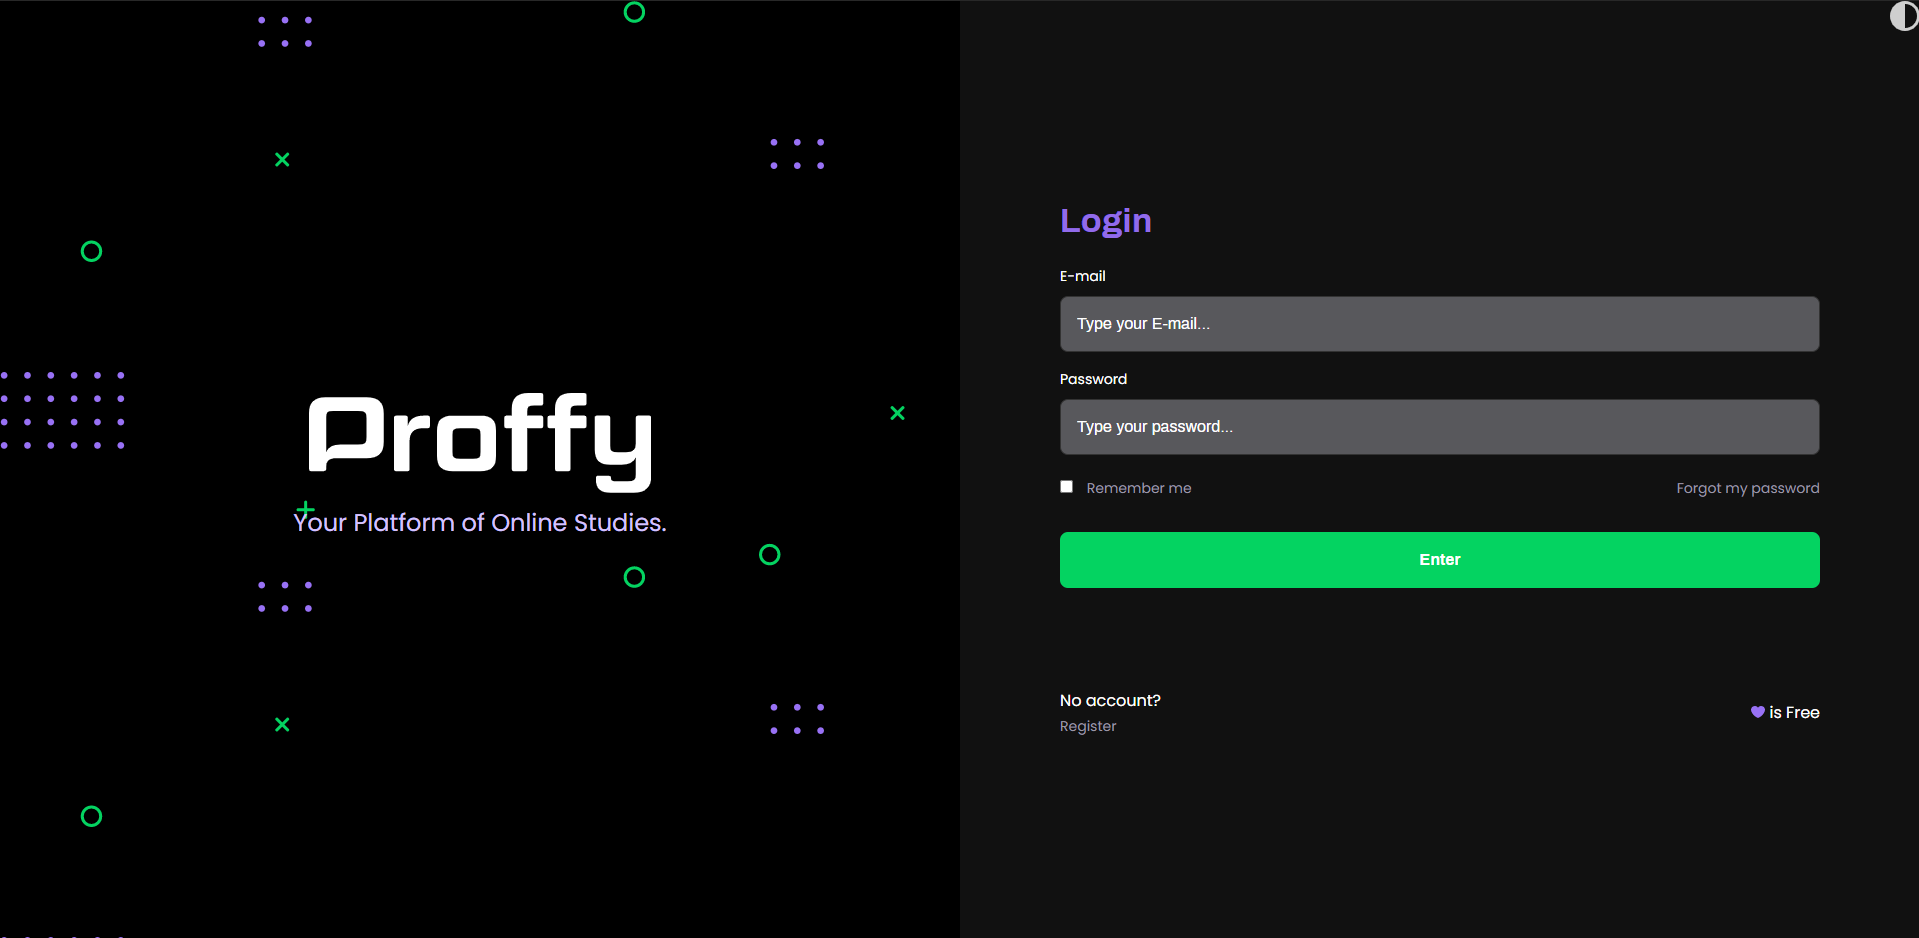 Proffy
Your Platform of Online Studies.
Login
E-mail
Type your E-mail...
Password
Type your password...
Remember me
Forgot my password
Enter
No account?
Register
is Free